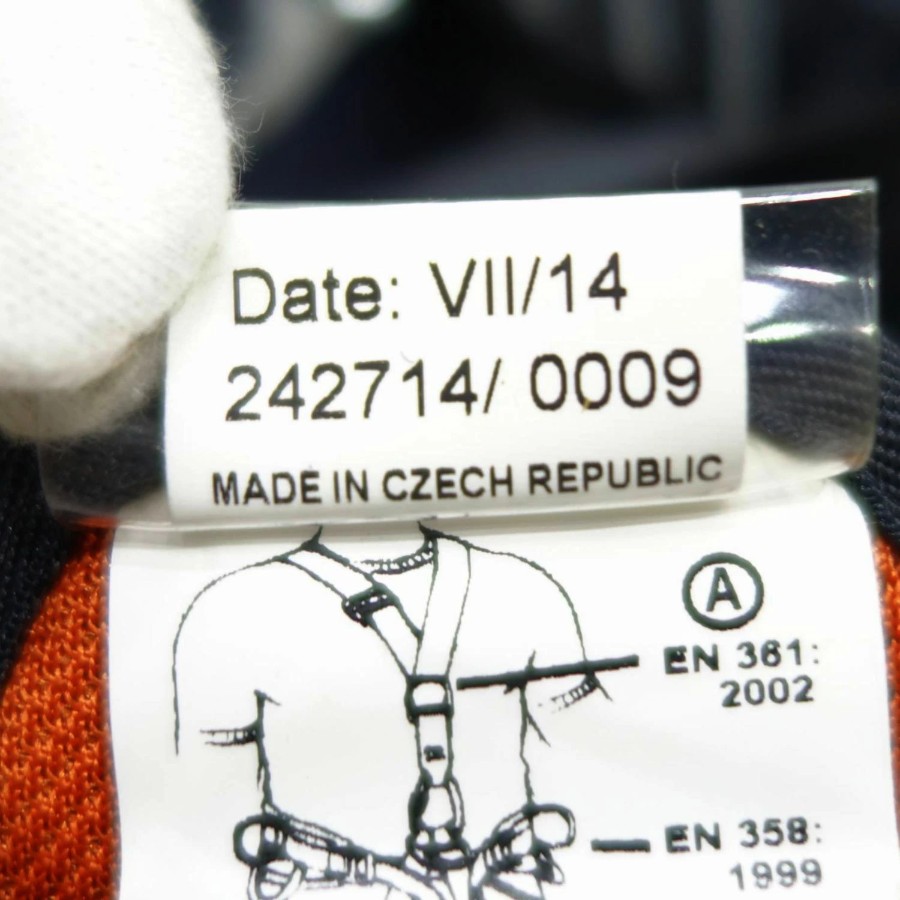 Date: VII/14
242714/ 0009
MADE IN CZECH REPUBLIC
A
EN 361:
2002
EN 358:
1999